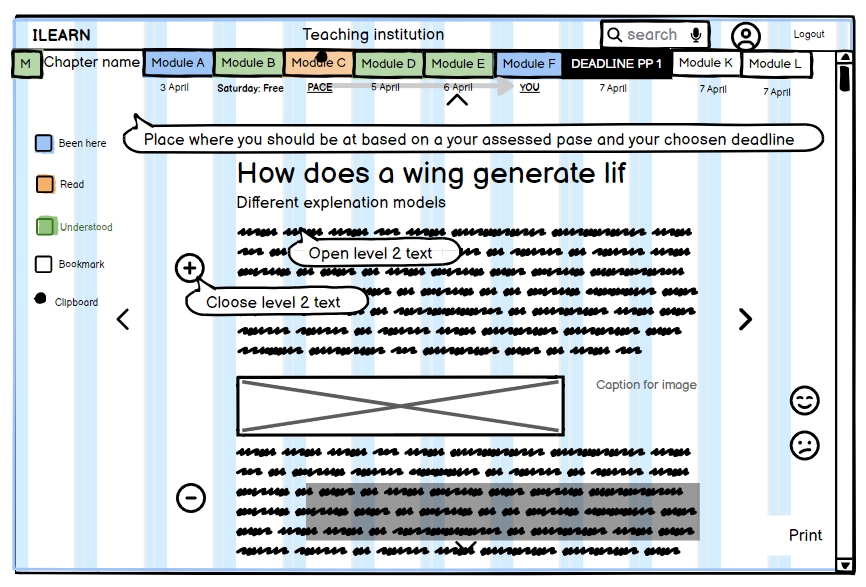 ILEARN
Teaching institution
search
Logout
M
Chapter name
Module A
Module B
Module C
Module D
Module E
Module F
DEADLINE PP 1
Module K
Module L
3 April
Saturday: Free
PACE
5 April
6 April
YOU
7 April
7 April
7 April
Place where you should be at based on a your assessed pase and your choosen deadline
Been here
Read
Understood
Bookmark
Clipboard
How does a wing generate lif
Different explenation models
Open level 2 text
Cloose level 2 text
Caption for image
Print